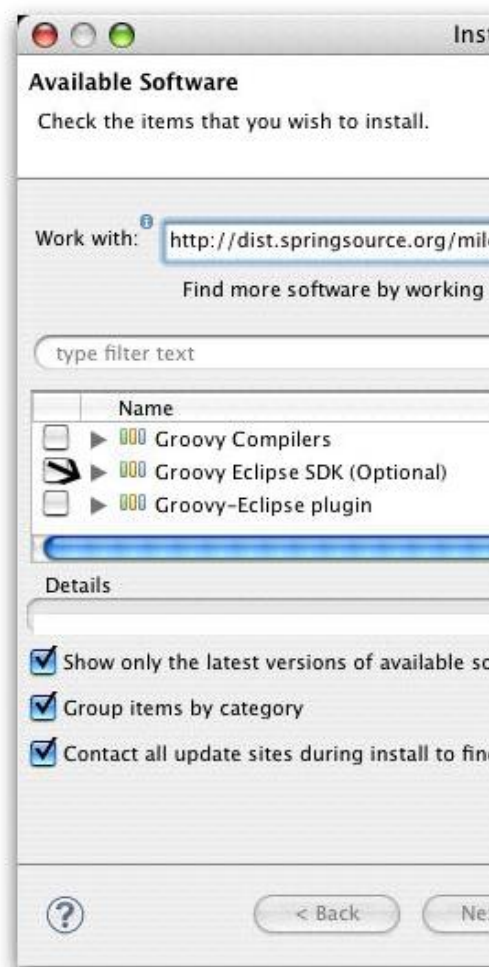 Inst
Available Software
Check the items that you wish to install.
Work with: http://dist.springsource.org/mil
Find more software by working
type filter text
Name
Groovy Compilers
Groovy Eclipse SDK (Optional)
Groovy-Eclipse plugin
Details
Show only the latest versions of available so
Group items by category
Contact all update sites during install to find
?
< Back
Ne